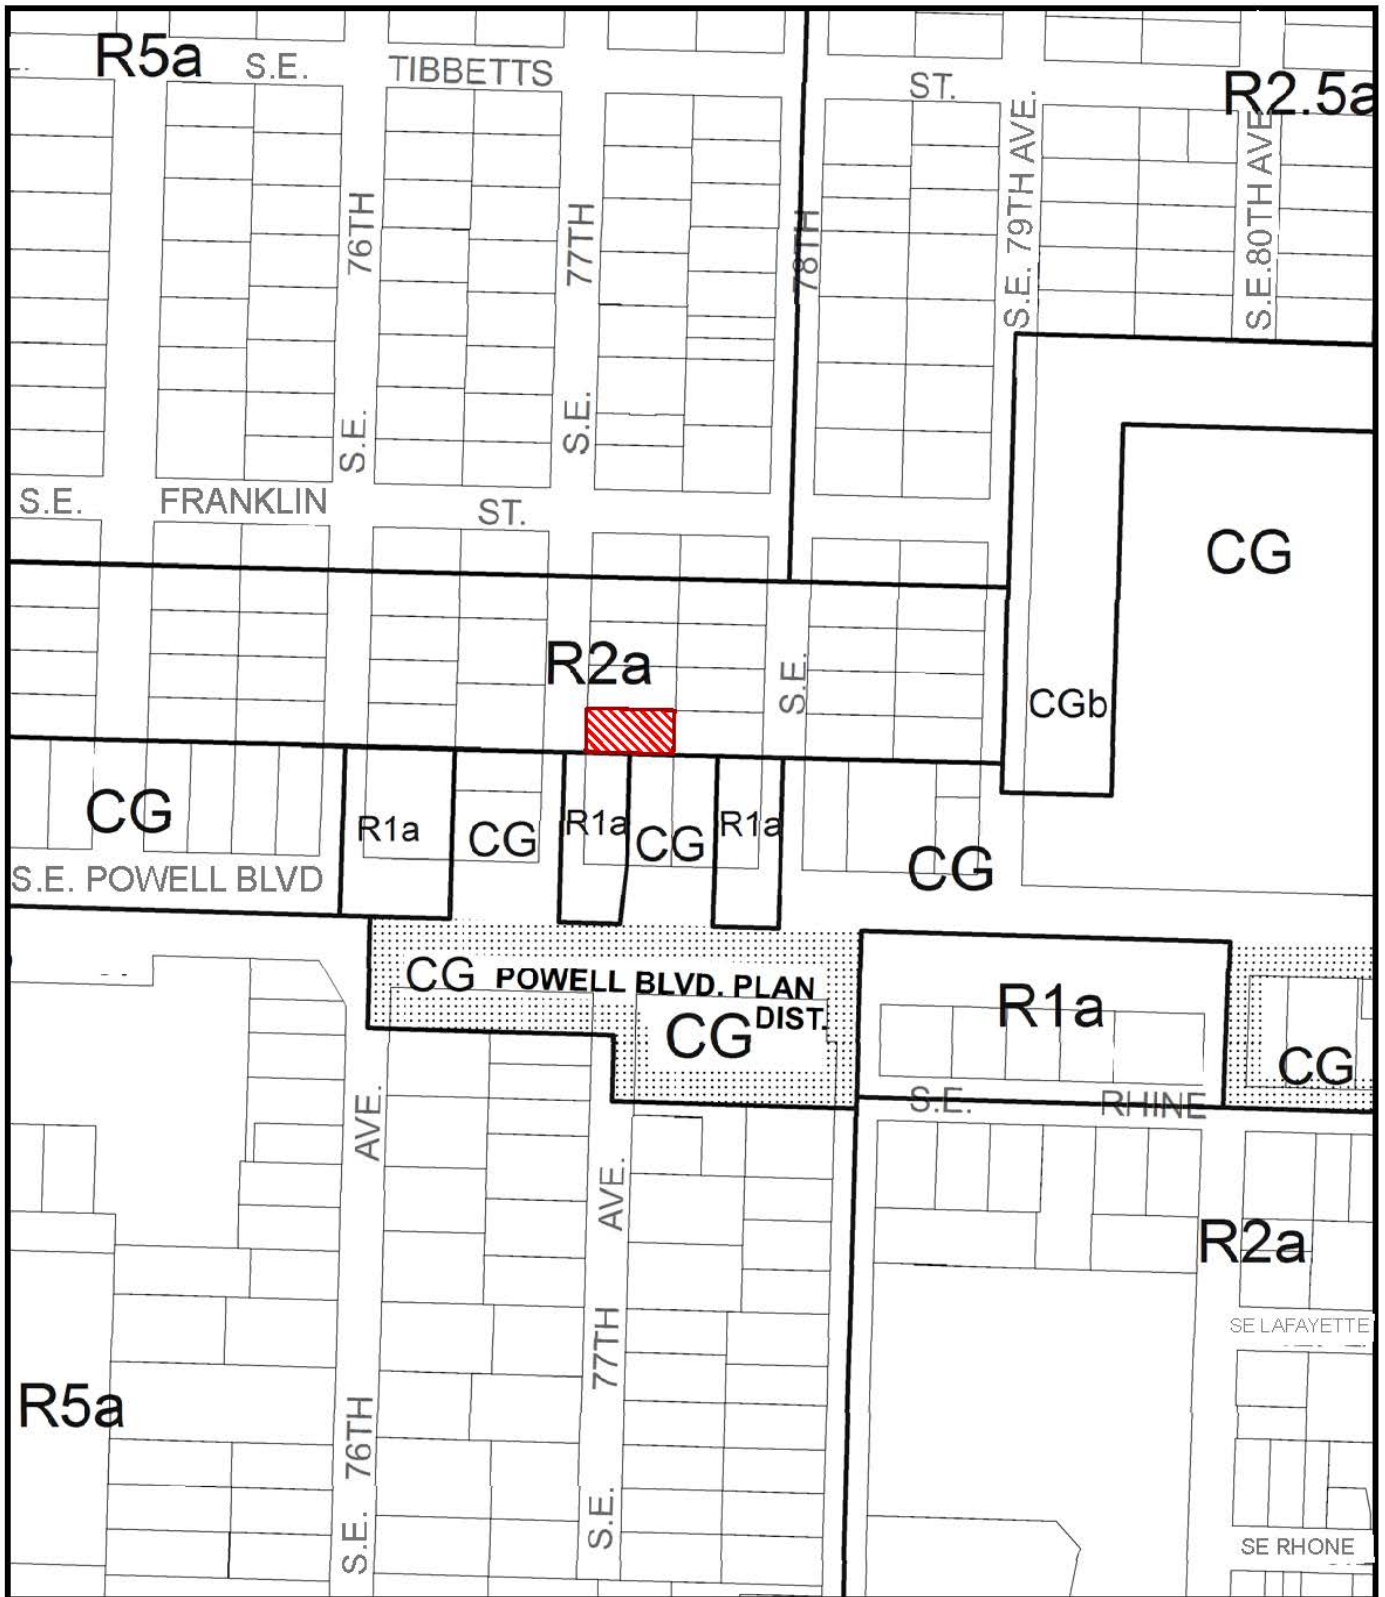 R5a
S.E. TIBBETTS ST.
R2.5a
S.E. 76TH
S.E. 77TH
78TH
S.E. 79TH AVE.
S.E.80TH AVE
S.E. FRANKLIN ST.
CG
R2a
S.E.
CGb
CG
R1a
CG
R1a
CG
R1a
CG
S.E. POWELL BLVD
CG
POWELL BLVD. PLAN
DIST.
CG
R1a
CG
S.E. RHINE
S.E. 76TH AVE.
S.E. 77TH AVE.
R2a
SE LAFAYETTE
R5a
SE RHONE